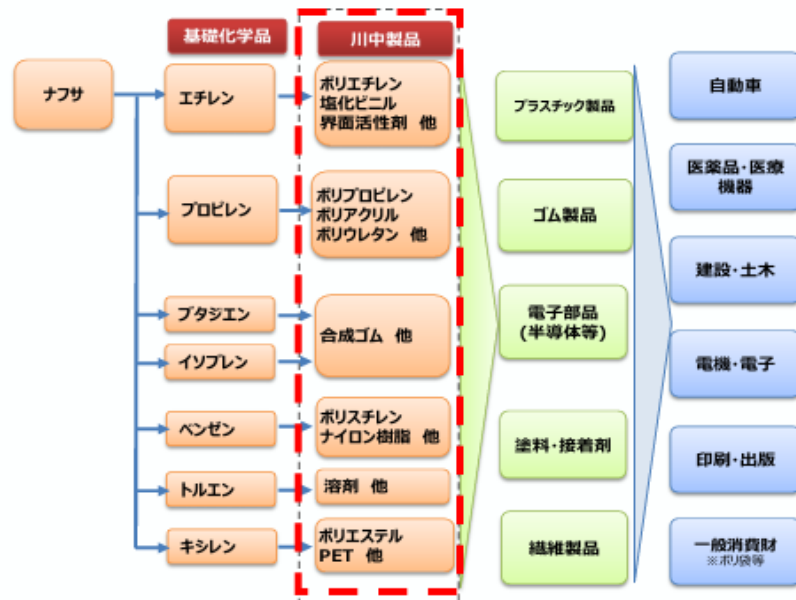 基礎化学品
川中製品
ナフサ
エチレン
ポリエチレン
塩化ビニル
界面活性剤 他
プロピレン
ポリプロピレン
ポリアクリル
ポリウレタン 他
ブタジエン
イソプレン
合成ゴム 他
ベンゼン
ポリスチレン
ナイロン樹脂 他
トルエン
溶剤 他
キシレン
ポリエステル
PET 他
プラスチック製品
ゴム製品
電子部品
(半導体等)
塗料・接着剤
繊維製品
自動車
医薬品・医療
機器
建設・土木
電機・電子
印刷・出版
一般消費財
※ポリ袋等